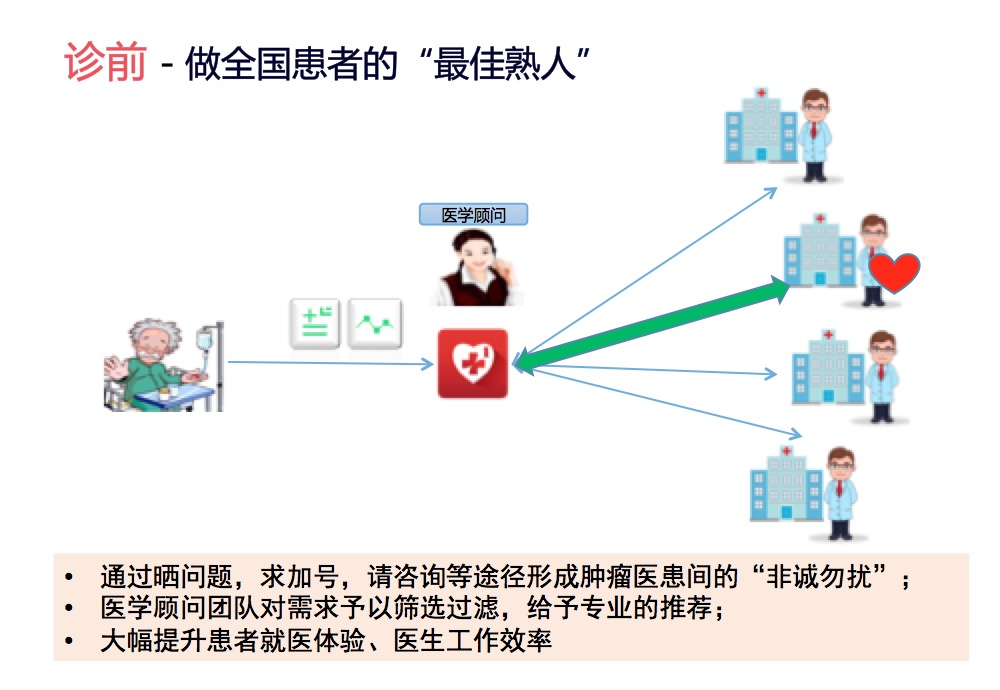 诊前 - 做全国患者的“最佳熟人”
医学顾问
• 通过晒问题，求加号，请咨询等途径形成肿瘤医患间的“非诚勿扰”；
• 医学顾问团队对需求予以筛选过滤，给予专业的推荐；
• 大幅提升患者就医体验、医生工作效率